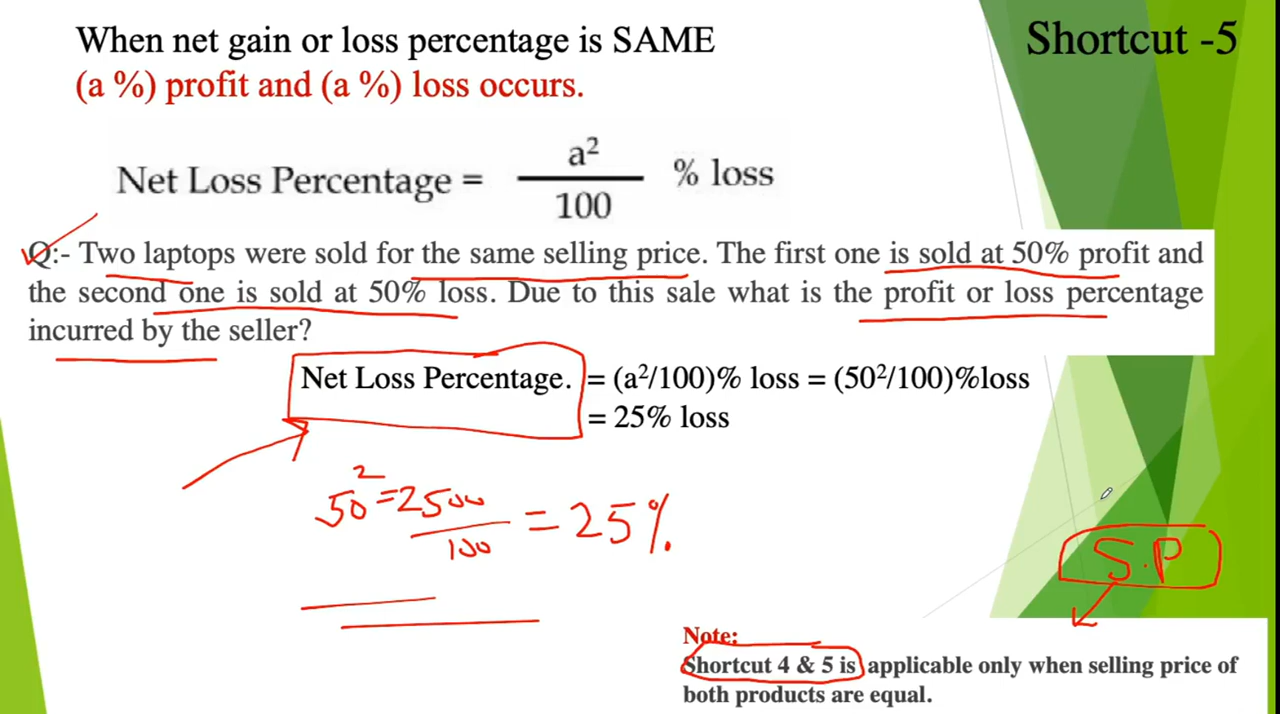 When net gain or loss percentage is SAME
Shortcut -5
(a %) profit and (a %) loss occurs.
Net Loss Percentage = a²/100 % loss
Q:- Two laptops were sold for the same selling price. The first one is sold at 50% profit and
the second one is sold at 50% loss. Due to this sale what is the profit or loss percentage
incurred by the seller?
Net Loss Percentage. = (a²/100)% loss = (50²/100)%loss
= 25% loss
50² = 2500/100 = 25%
S.P
Note:
Shortcut 4 & 5 is applicable only when selling price of
both products are equal.